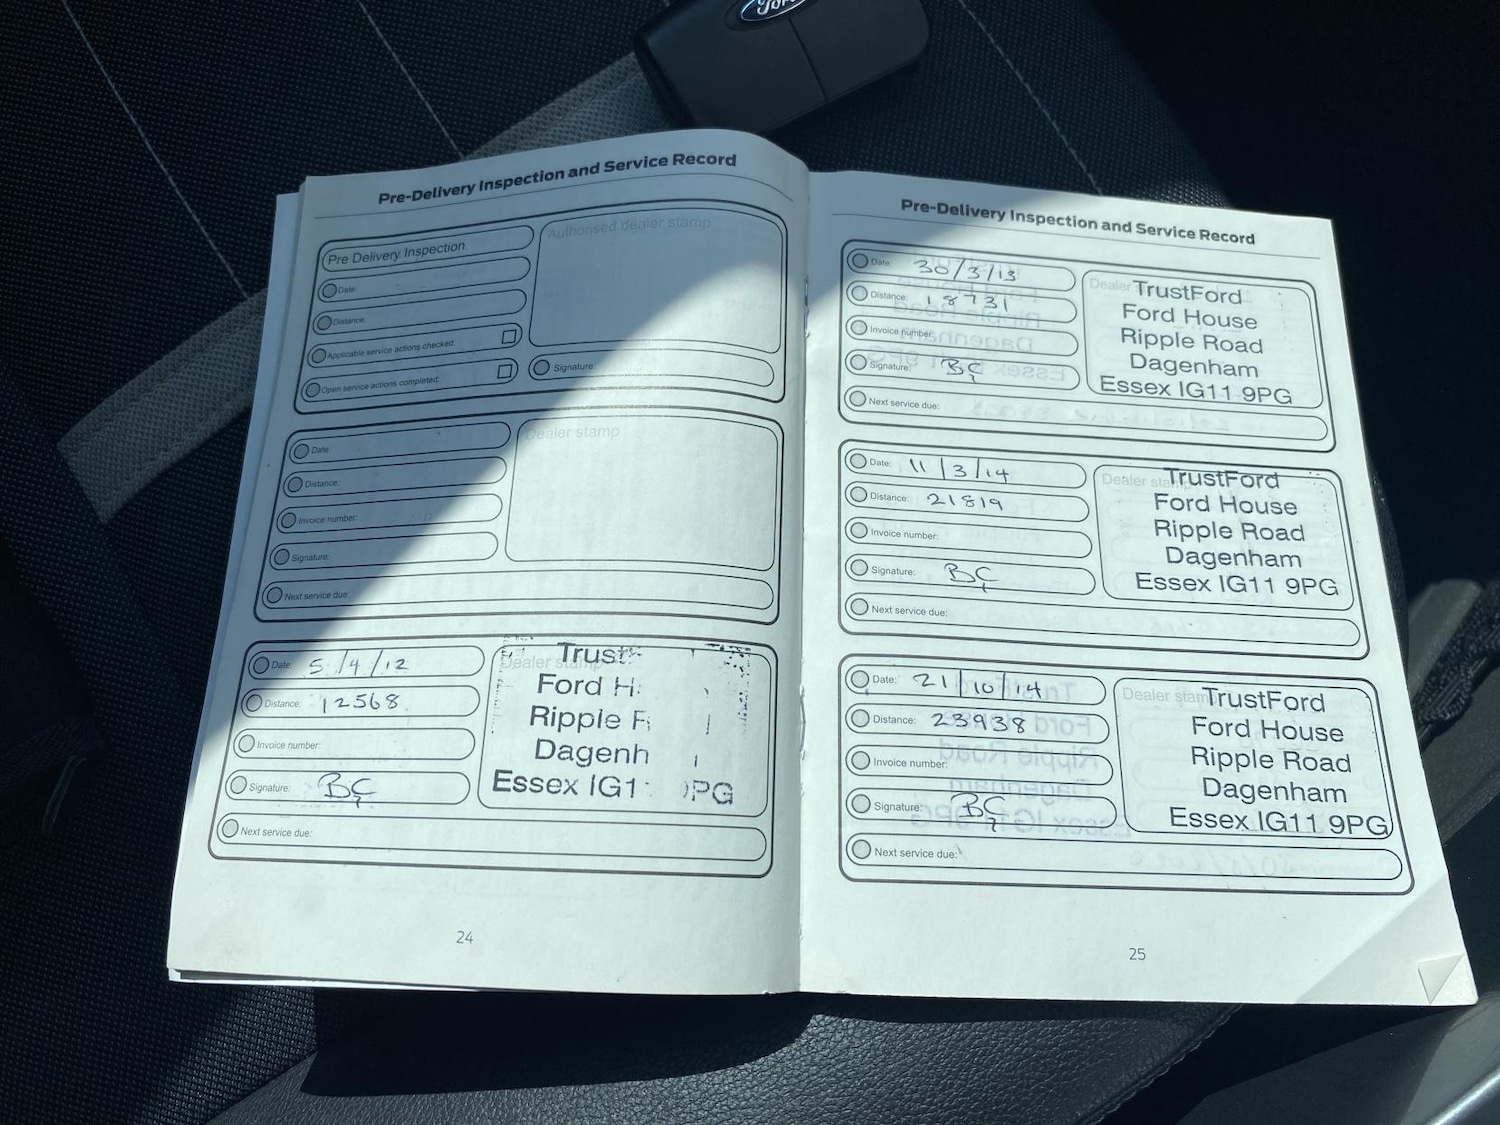 Ford
Pre-Delivery Inspection and Service Record
Pre Delivery Inspection
Authorised dealer stamp
Date:
Distance:
Applicable service actions checked:
Open service actions completed:
Signature:
Date:
Dealer stamp
Distance:
Invoice number:
Signature:
Next service due:
Date: 5/4/12
Distance: 12568
Invoice number:
Signature: BC
Next service due:
Dealer stamp
Trust
Ford H
Ripple
Dagenh
Essex IG1 PG
24
Pre-Delivery Inspection and Service Record
Date: 30/3/13
Distance: 18731
Invoice number:
Signature: BC
Next service due:
Dealer
TrustFord
Ford House
Ripple Road
Dagenham
Essex IG11 9PG
Date: 11/3/14
Distance: 21819
Invoice number:
Signature: BC
Next service due:
Dealer
TrustFord
Ford House
Ripple Road
Dagenham
Essex IG11 9PG
Date: 21/10/14
Distance: 23938
Invoice number:
Signature: BC
Next service due:
Dealer stamp
TrustFord
Ford House
Ripple Road
Dagenham
Essex IG11 9PG
25